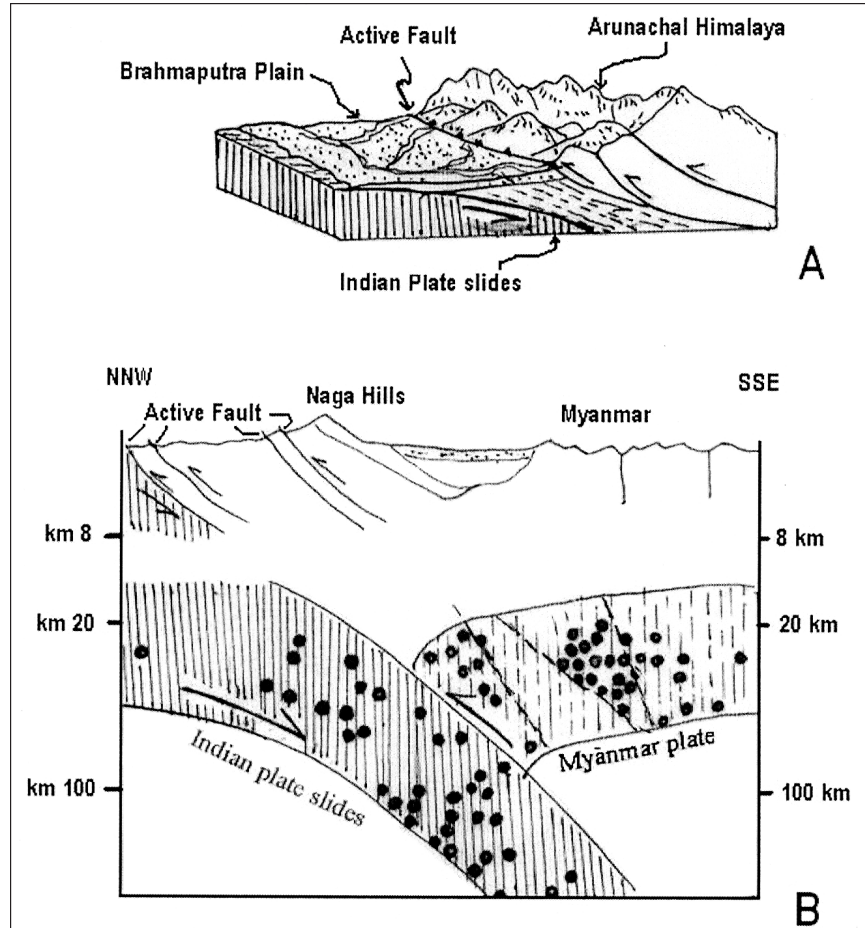 Arunachal Himalaya
Active Fault
Brahmaputra Plain
A
Indian Plate slides
NNW
SSE
Naga Hills
Active Fault
Myanmar
km 8
8 km
km 20
20 km
Indian plate slides
Myanmar plate
km 100
100 km
B